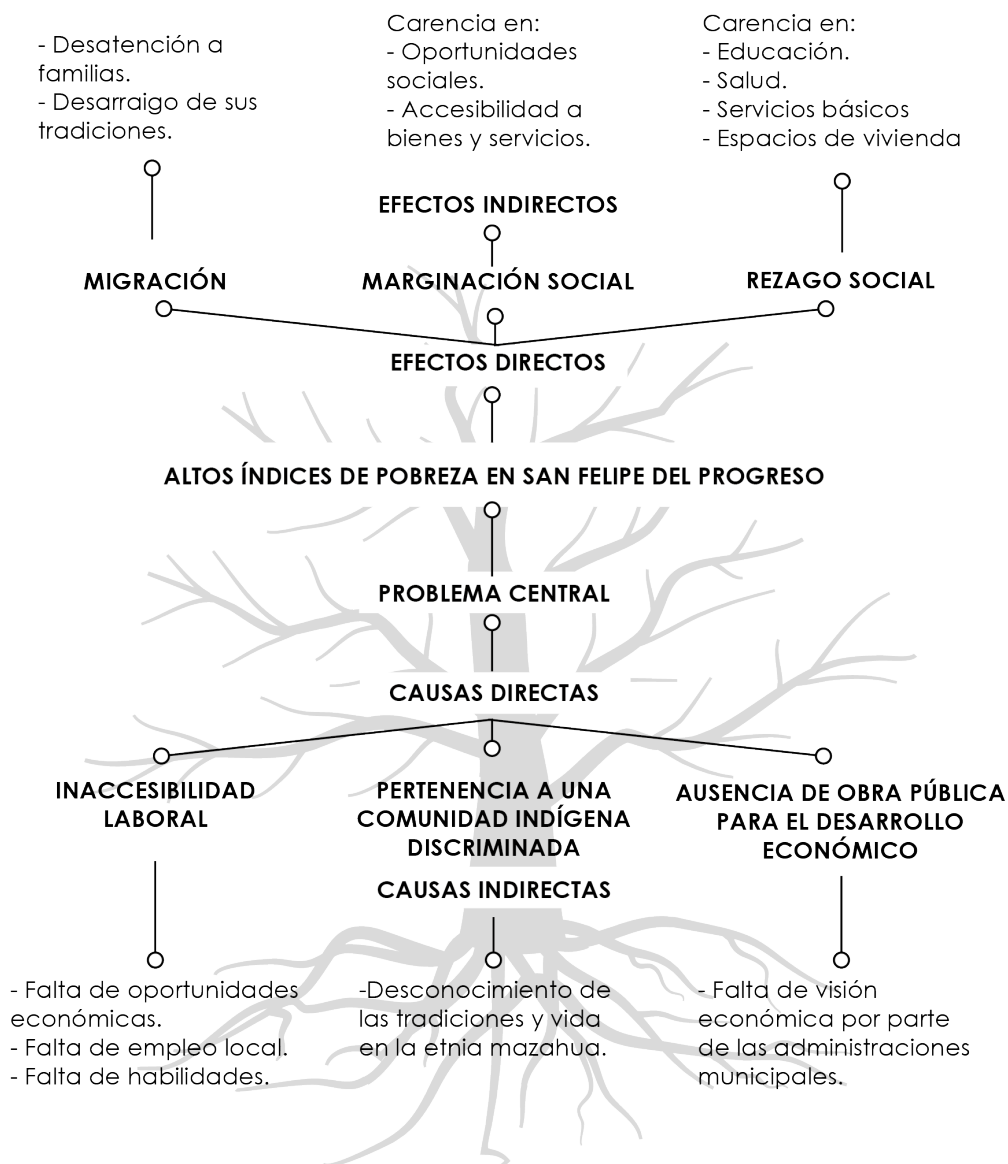 - Desatención a
familias.
- Desarraigo de sus
tradiciones.
Carencia en:
- Oportunidades
sociales.
- Accesibilidad a
bienes y servicios.
Carencia en:
- Educación.
- Salud.
- Servicios básicos
- Espacios de vivienda
EFECTOS INDIRECTOS
MIGRACIÓN
MARGINACIÓN SOCIAL
REZAGO SOCIAL
EFECTOS DIRECTOS
ALTOS ÍNDICES DE POBREZA EN SAN FELIPE DEL PROGRESO
PROBLEMA CENTRAL
CAUSAS DIRECTAS
INACCESIBILIDAD
LABORAL
PERTENENCIA A UNA
COMUNIDAD INDÍGENA
DISCRIMINADA
AUSENCIA DE OBRA PÚBLICA
PARA EL DESARROLLO
ECONÓMICO
CAUSAS INDIRECTAS
- Falta de oportunidades
económicas.
- Falta de empleo local.
- Falta de habilidades.
-Desconocimiento de
las tradiciones y vida
en la etnia mazahua.
- Falta de visión
económica por parte
de las administraciones
municipales.